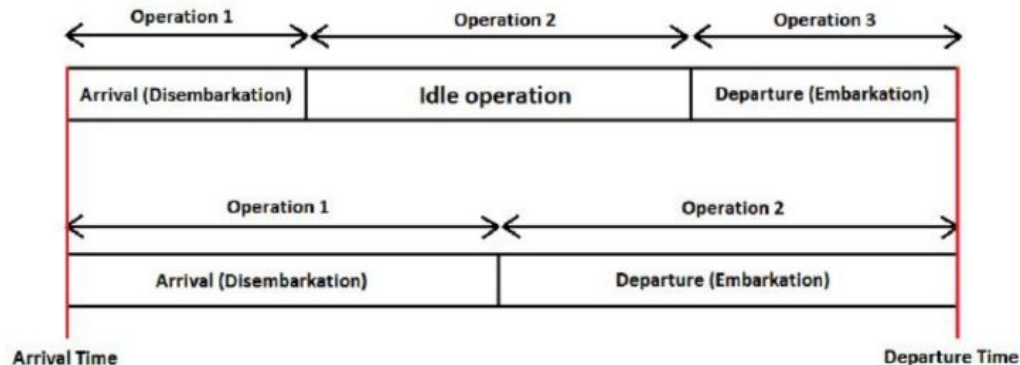 Operation 1
Operation 2
Operation 3
Arrival (Disembarkation)
Idle operation
Departure (Embarkation)
Operation 1
Operation 2
Arrival (Disembarkation)
Departure (Embarkation)
Arrival Time
Departure Time